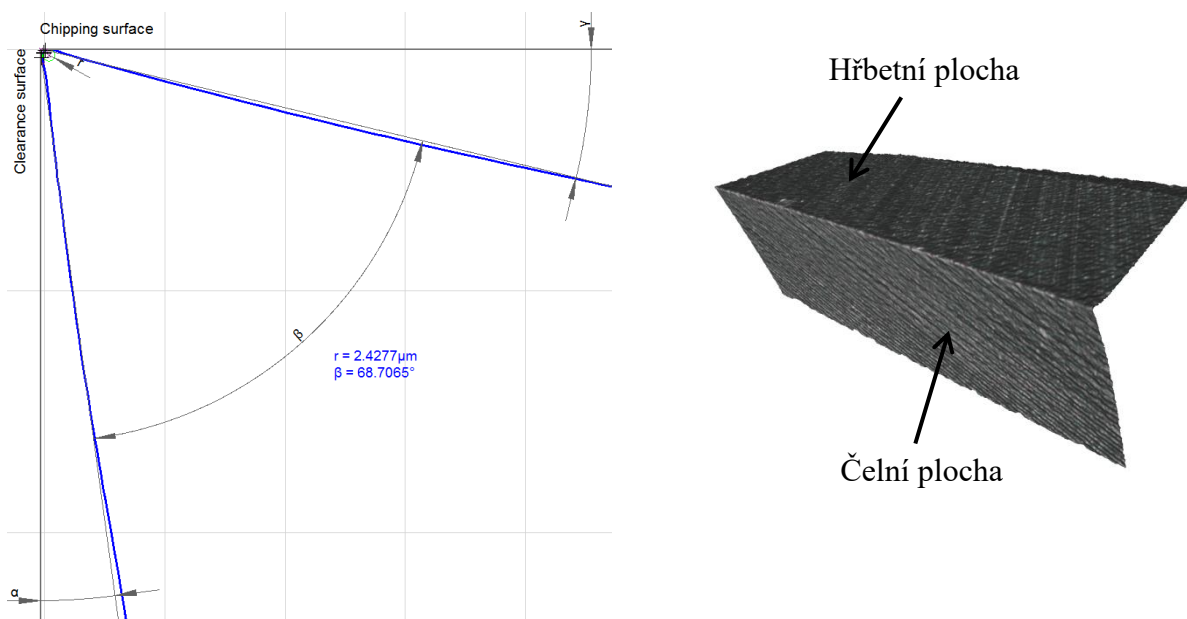 Chipping surface
Clearance surface
γ
r
β
r = 2.4277µm
β = 68.7065°
α
Hřbetní plocha
Čelní plocha